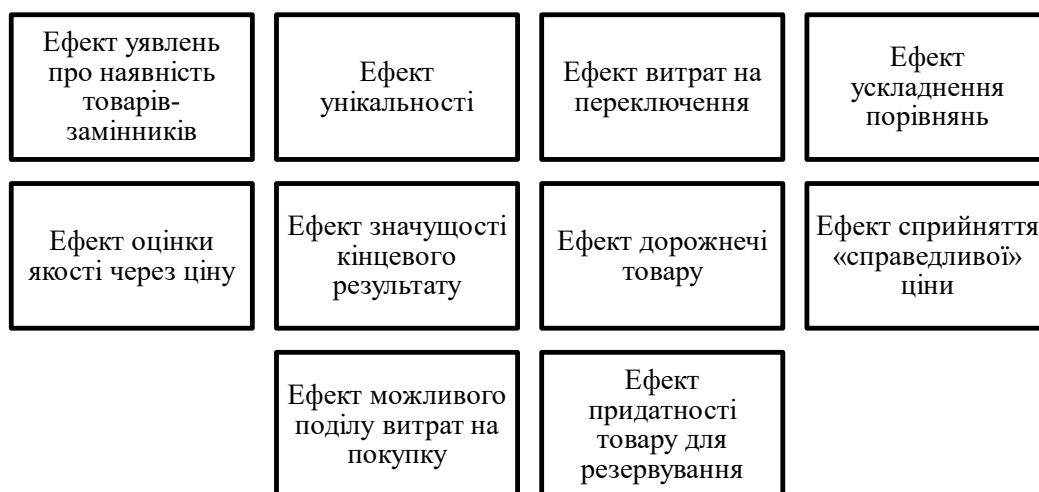 Ефект уявлень
про наявність
товарів-
замінників
Ефект
унікальності
Ефект витрат на
переключення
Ефект
ускладнення
порівнянь
Ефект оцінки
якості через ціну
Ефект значущості
кінцевого
результату
Ефект дорожнечі
товару
Ефект сприйняття
«справедливої»
ціни
Ефект можливого
поділу витрат на
покупку
Ефект
придатності
товару для
резервування